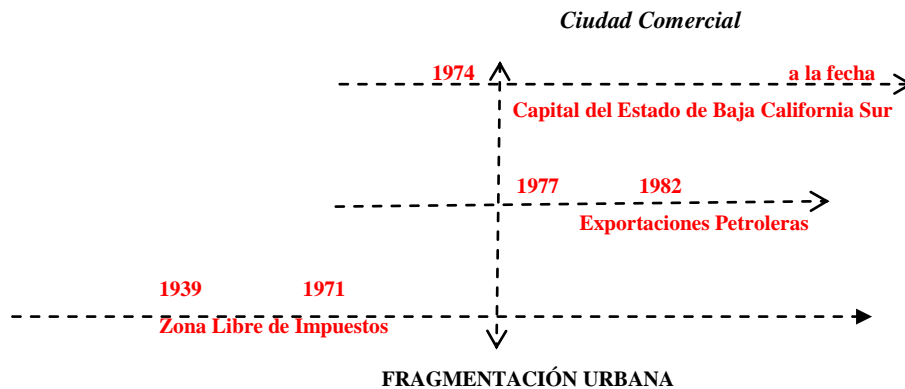 Ciudad Comercial
1974 a la fecha
Capital del Estado de Baja California Sur
1977 1982
Exportaciones Petroleras
1939 1971
Zona Libre de Impuestos
FRAGMENTACIÓN URBANA